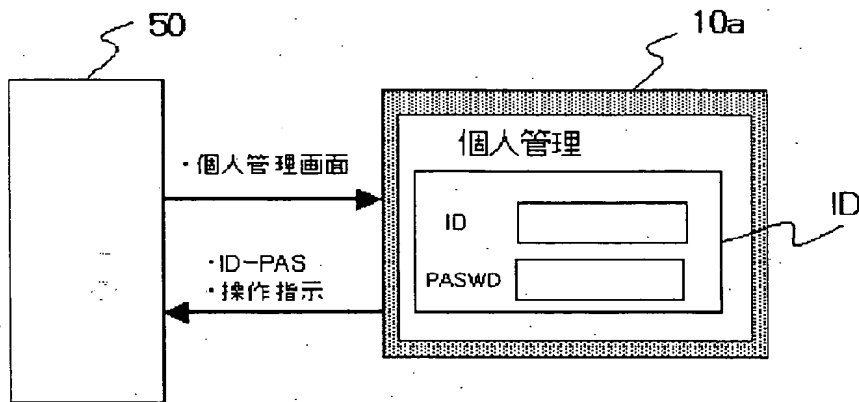 50
10a
個人管理
・個人管理画面
ID
ID
・ID-PAS
・操作指示
PASWD